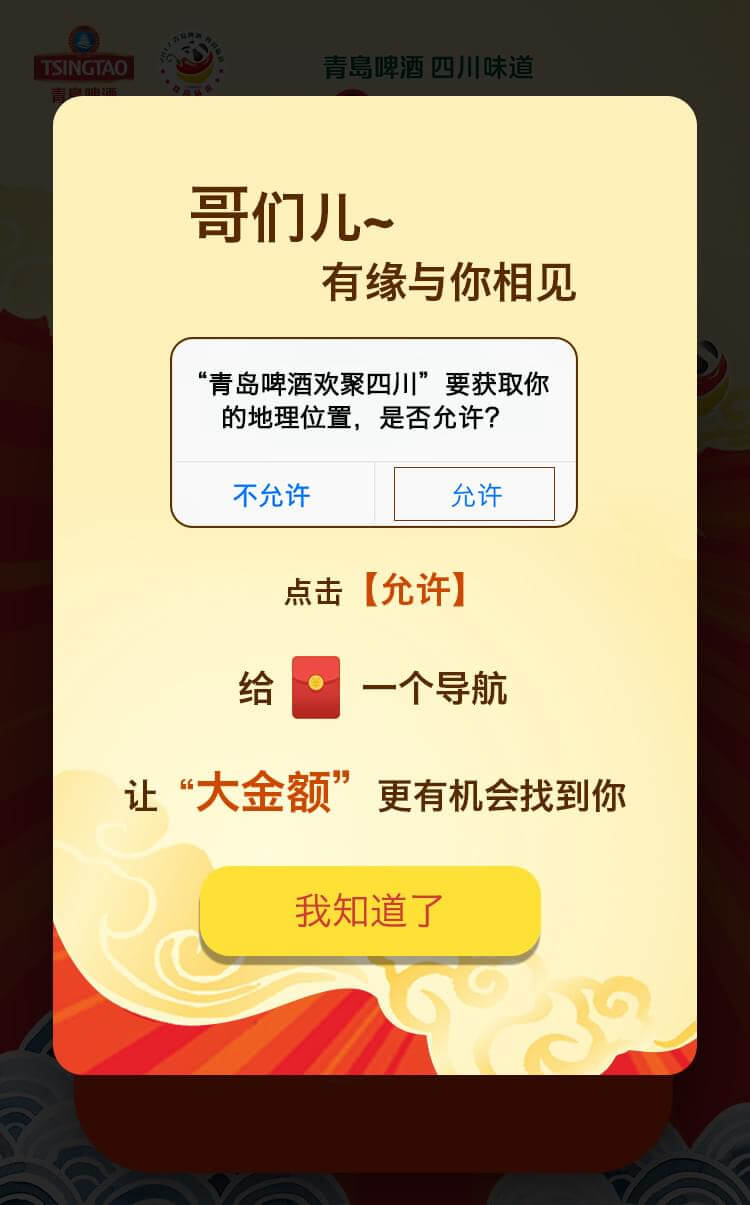 TSINGTAO
青島啤酒
青島啤酒 四川味道
哥们儿~
有缘与你相见
“青岛啤酒欢聚四川”要获取你
的地理位置，是否允许？
不允许
允许
点击【允许】
给 一个导航
让“大金额”更有机会找到你
我知道了